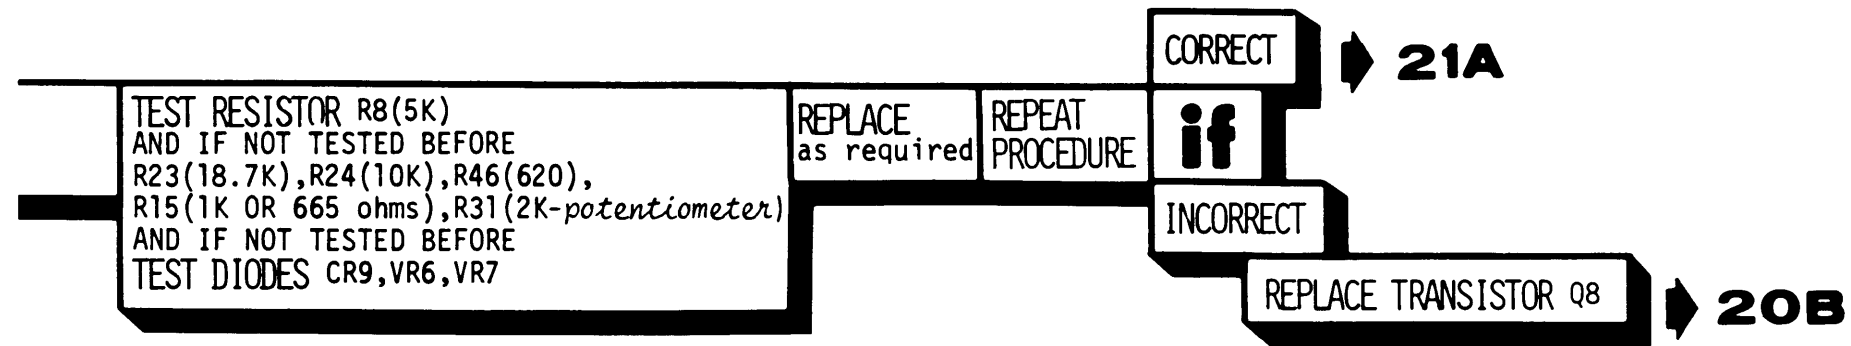 CORRECT
21A
TEST RESISTOR R8(5K)
AND IF NOT TESTED BEFORE
R23(18.7K),R24(10K),R46(620),
R15(1K OR 665 ohms),R31(2K-potentiometer)
AND IF NOT TESTED BEFORE
TEST DIODES CR9,VR6,VR7
REPLACE
as required
REPEAT
PROCEDURE
if
INCORRECT
REPLACE TRANSISTOR Q8
20B